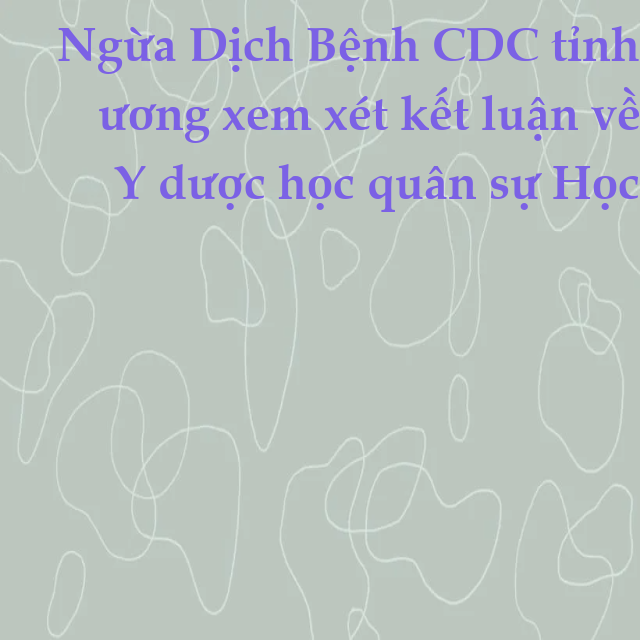 Ngừa Dịch Bệnh CDC tỉnh
ương xem xét kết luận về
Y dược học quân sự Học